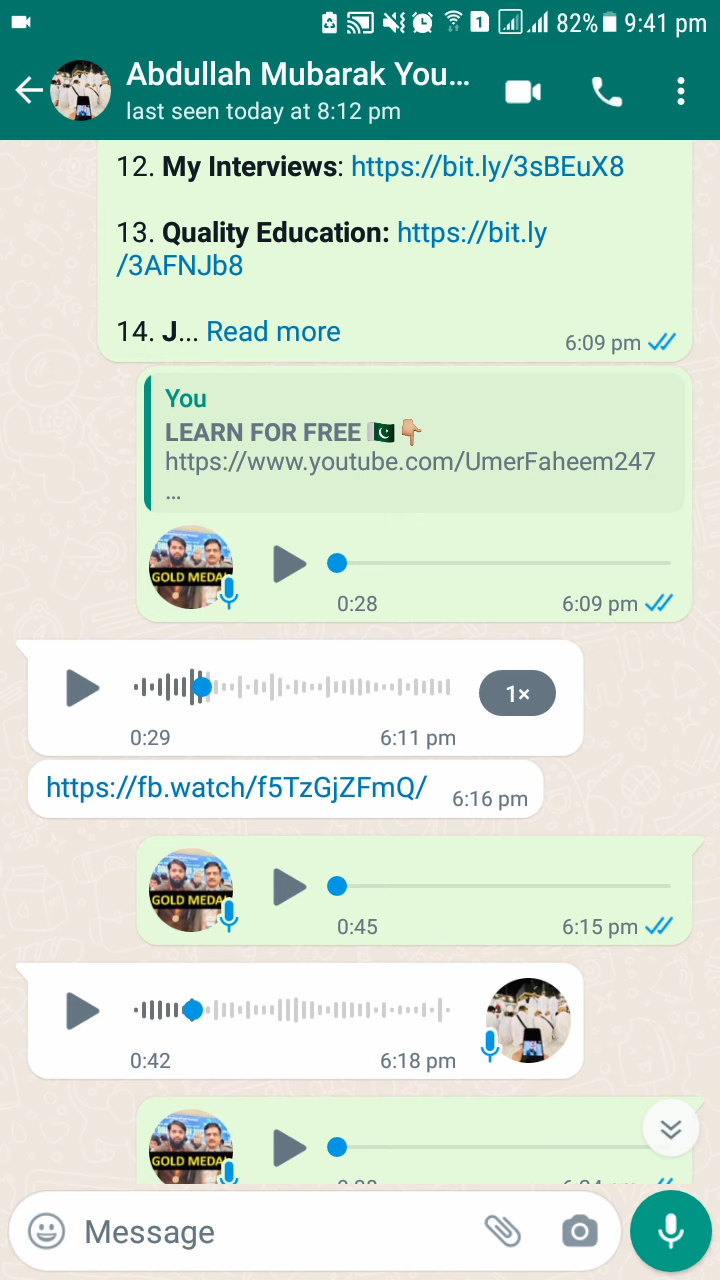 82% 9:41 pm
1
Abdullah Mubarak You...
last seen today at 8:12 pm
12. My Interviews: https://bit.ly/3sBEuX8
13. Quality Education: https://bit.ly
/3AFNJb8
14. J... Read more
6:09 pm
You
LEARN FOR FREE 🇵🇰👇🏼
https://www.youtube.com/UmerFaheem247
...
GOLD MEDA
0:28 6:09 pm
1×
0:29 6:11 pm
https://fb.watch/f5TzGjZFmQ/ 6:16 pm
GOLD MEDA
0:45 6:15 pm
0:42 6:18 pm
GOLD MEDA
Message